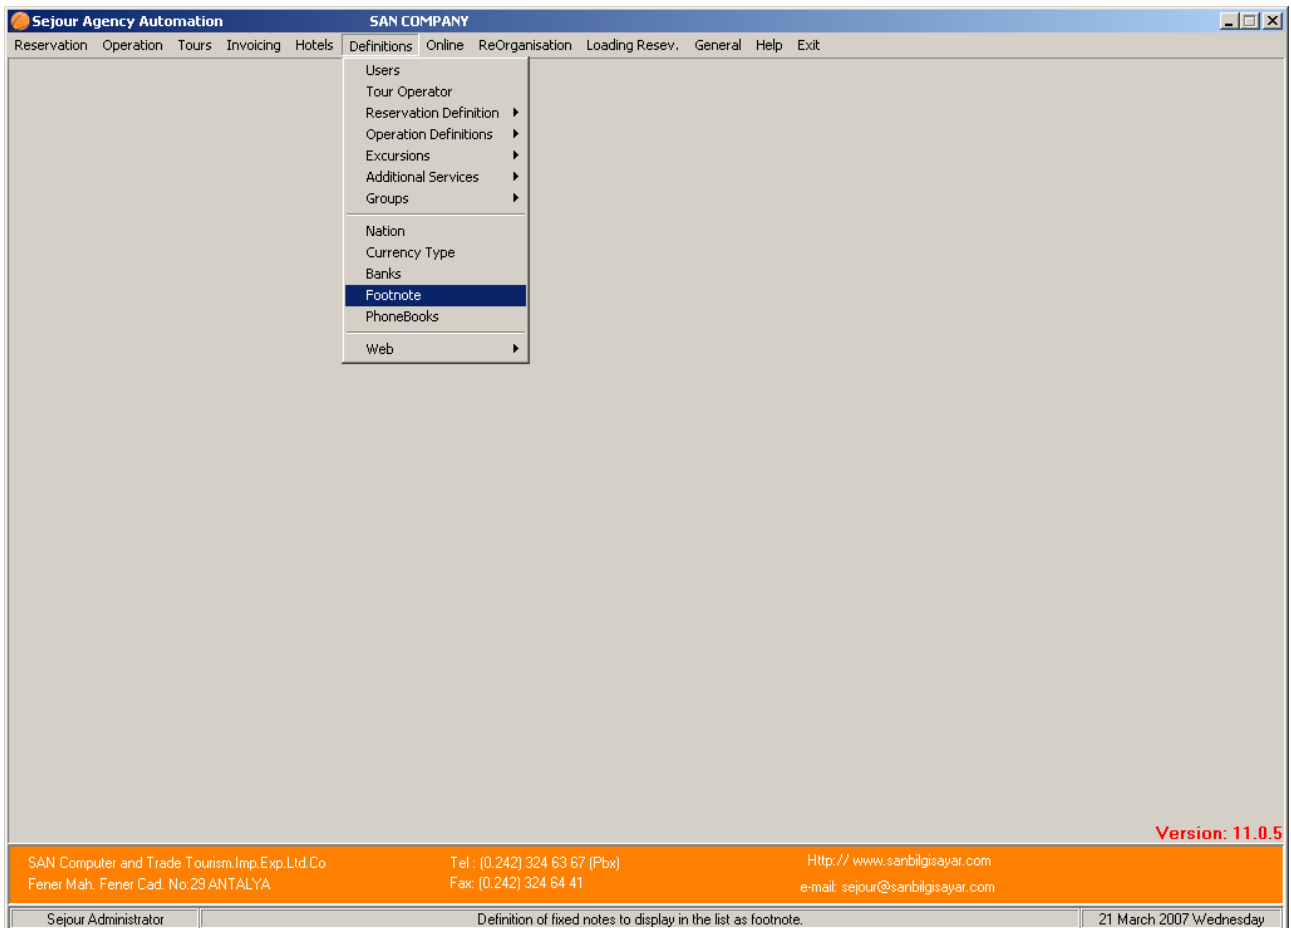 Sejour Agency Automation SAN COMPANY
Reservation Operation Tours Invoicing Hotels Definitions Online ReOrganisation Loading Resev. General Help Exit
Users
Tour Operator
Reservation Definition
Operation Definitions
Excursions
Additional Services
Groups
Nation
Currency Type
Banks
Footnote
PhoneBooks
Web
Version: 11.0.5
SAN Computer and Trade Tourism.Imp.Exp.Ltd.Co Tel : (0.242) 324 63 67 (Pbx) Http:// www.sanbilgisayar.com
Fener Mah. Fener Cad. No:29 ANTALYA Fax: (0.242) 324 64 41 e-mail: sejour@sanbilgisayar.com
Sejour Administrator Definition of fixed notes to display in the list as footnote. 21 March 2007 Wednesday